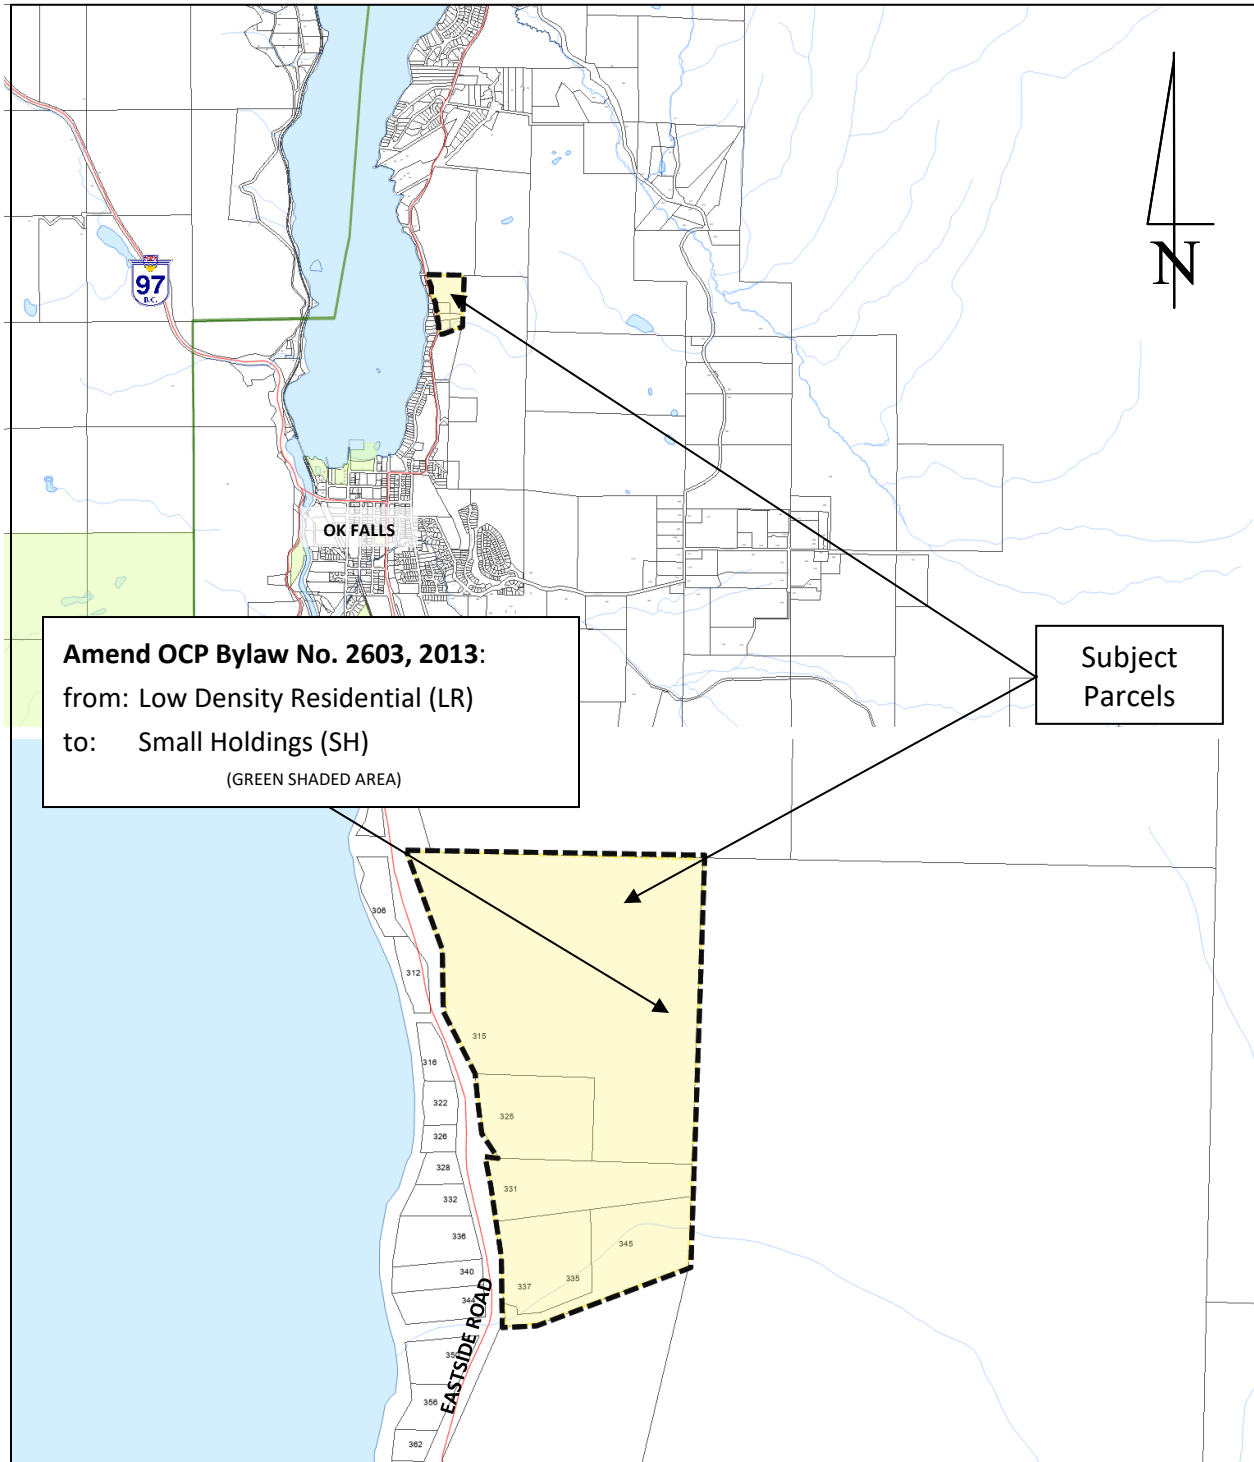 97
B.C.
N
OK FALLS
Amend OCP Bylaw No. 2603, 2013:
from: Low Density Residential (LR)
to: Small Holdings (SH)
(GREEN SHADED AREA)
Subject
Parcels
306
312
315
316
322
325
326
328
331
332
336
345
340
335
337
344
350
356
362
EASTSIDE ROAD